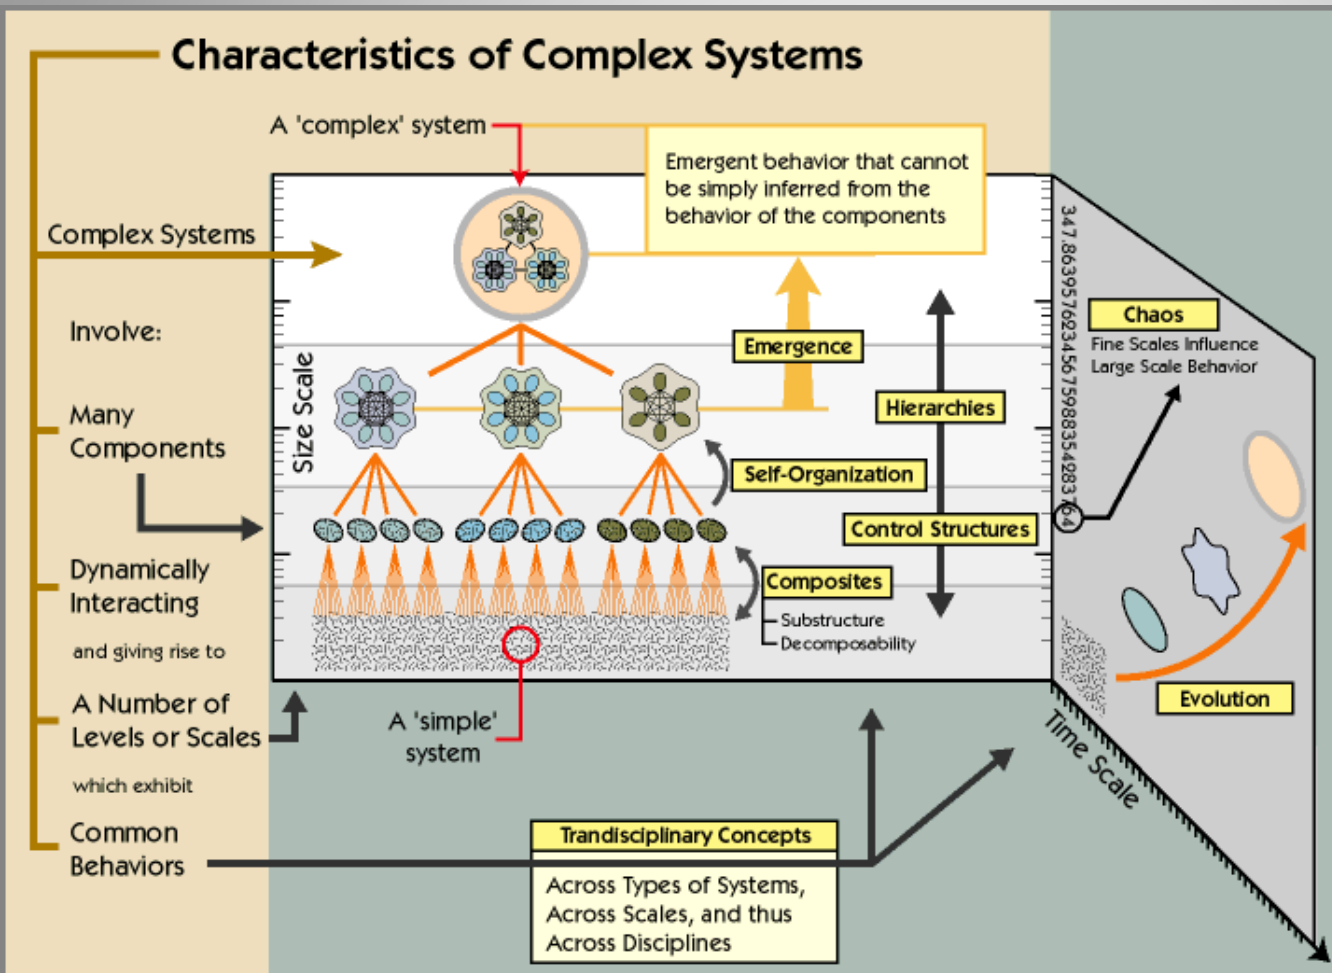 Characteristics of Complex Systems
A 'complex' system
Emergent behavior that cannot
be simply inferred from the
behavior of the components
Complex Systems
Involve:
Many
Components
Dynamically
Interacting
and giving rise to
A Number of
Levels or Scales
which exhibit
Common
Behaviors
Size Scale
Emergence
Hierarchies
Self-Organization
Control Structures
Composites
Substructure
Decomposability
A 'simple'
system
Trandisciplinary Concepts
Across Types of Systems,
Across Scales, and thus
Across Disciplines
347.86395762345675988354283764
Chaos
Fine Scales Influence
Large Scale Behavior
Evolution
Time Scale